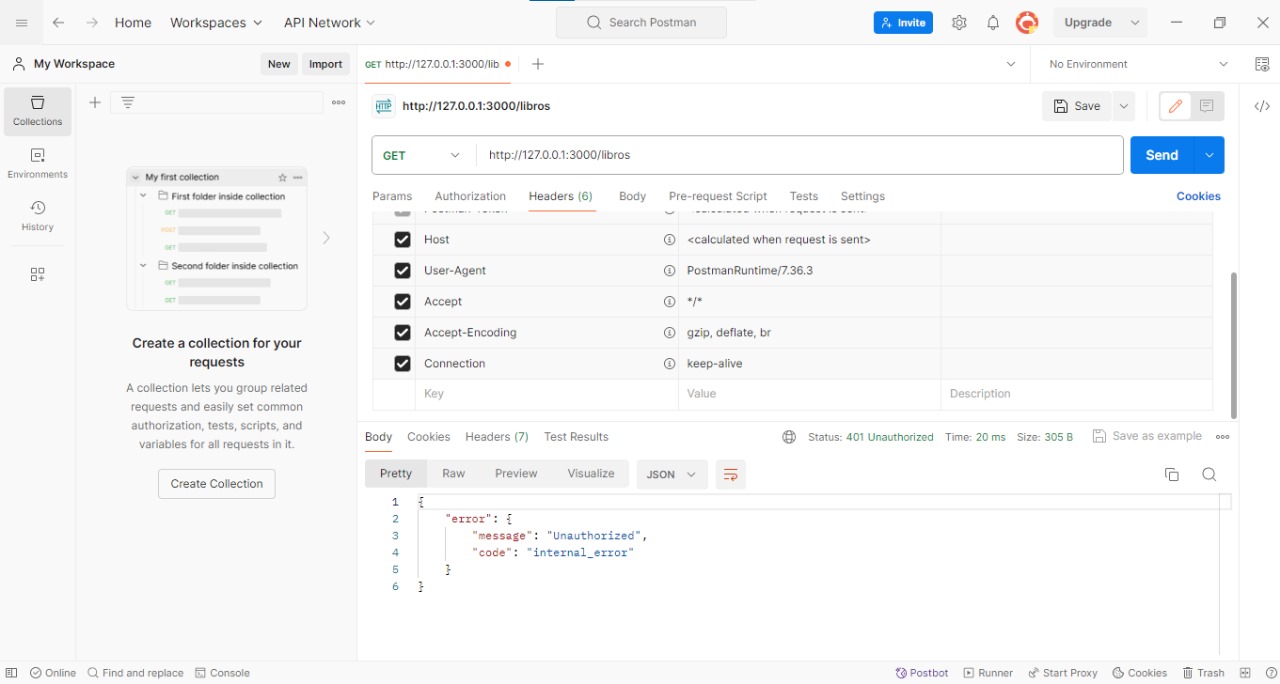 Home Workspaces API Network Search Postman Invite Upgrade
My Workspace New Import GET http://127.0.0.1:3000/lib No Environment
Collections
Environments
History
My first collection
First folder inside collection
GET
POST
GET
Second folder inside collection
GET
GET
Create a collection for your
requests
A collection lets you group related
requests and easily set common
authorization, tests, scripts, and
variables for all requests in it.
Create Collection
HTTP http://127.0.0.1:3000/libros Save
GET http://127.0.0.1:3000/libros Send
Params Authorization Headers (6) Body Pre-request Script Tests Settings Cookies
Postman-Token <calculated when request is sent>
Host <calculated when request is sent>
User-Agent PostmanRuntime/7.36.3
Accept */*
Accept-Encoding gzip, deflate, br
Connection keep-alive
Key Value Description
Body Cookies Headers (7) Test Results Status: 401 Unauthorized Time: 20 ms Size: 305 B Save as example
Pretty Raw Preview Visualize JSON
1 {
2 "error": {
3 "message": "Unauthorized",
4 "code": "internal_error"
5 }
6 }
Online Find and replace Console Postbot Runner Start Proxy Cookies Trash